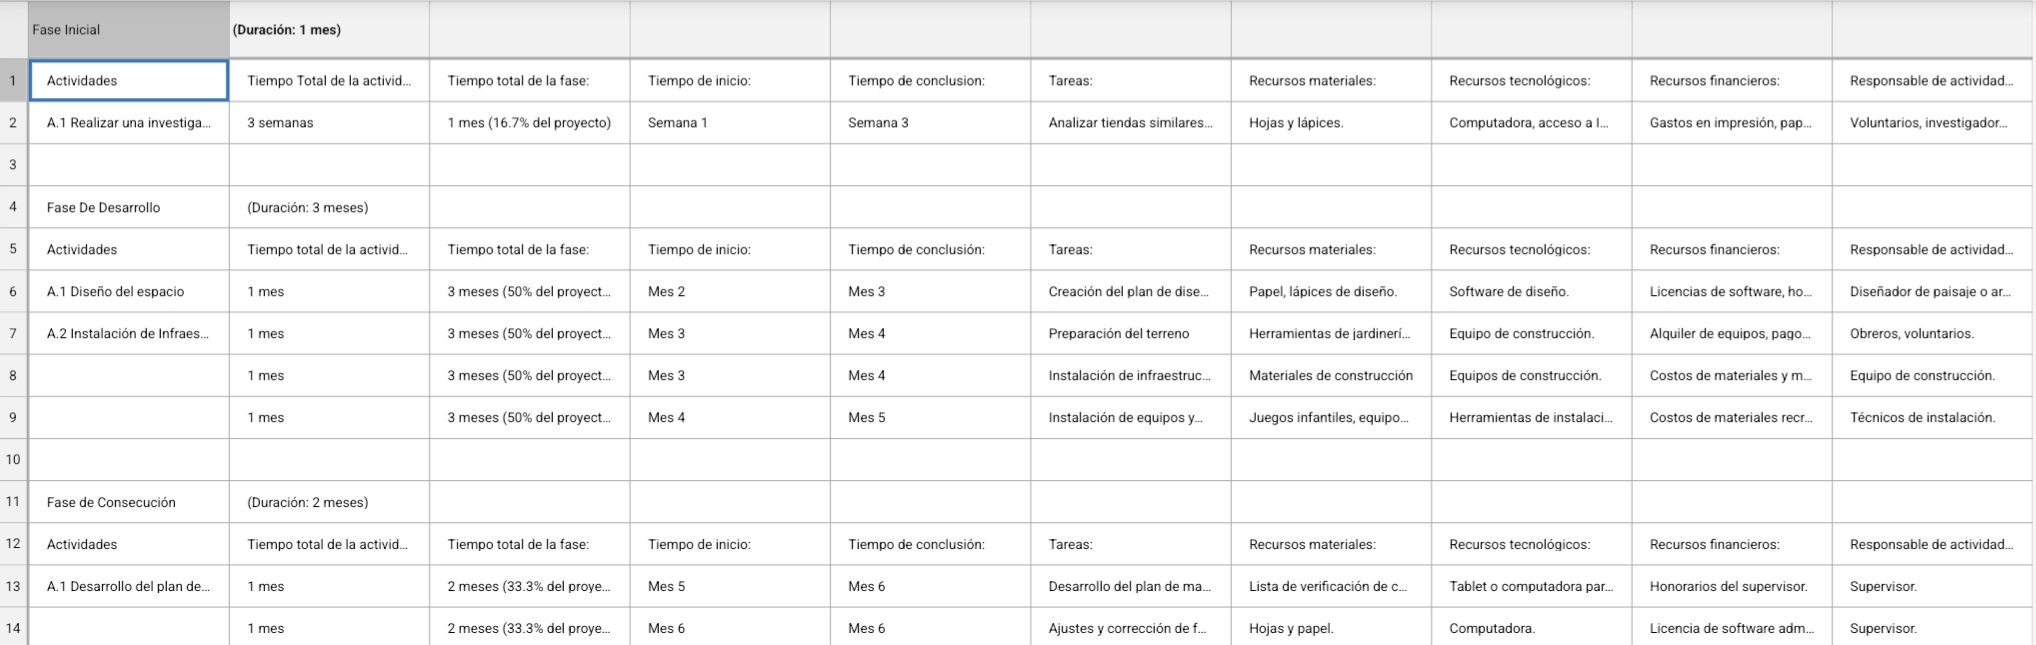 Fase Inicial (Duración: 1 mes)
1 Actividades Tiempo Total de la activid... Tiempo total de la fase: Tiempo de inicio: Tiempo de conclusion: Tareas: Recursos materiales: Recursos tecnológicos: Recursos financieros: Responsable de actividad...
2 A.1 Realizar una investiga... 3 semanas 1 mes (16.7% del proyecto) Semana 1 Semana 3 Analizar tiendas similares... Hojas y lápices. Computadora, acceso a I... Gastos en impresión, pap... Voluntarios, investigador...
3
4 Fase De Desarrollo (Duración: 3 meses)
5 Actividades Tiempo total de la activid... Tiempo total de la fase: Tiempo de inicio: Tiempo de conclusión: Tareas: Recursos materiales: Recursos tecnológicos: Recursos financieros: Responsable de actividad...
6 A.1 Diseño del espacio 1 mes 3 meses (50% del proyect... Mes 2 Mes 3 Creación del plan de dise... Papel, lápices de diseño. Software de diseño. Licencias de software, ho... Diseñador de paisaje o ar...
7 A.2 Instalación de Infraes... 1 mes 3 meses (50% del proyect... Mes 3 Mes 4 Preparación del terreno Herramientas de jardinerí... Equipo de construcción. Alquiler de equipos, pago... Obreros, voluntarios.
8 1 mes 3 meses (50% del proyect... Mes 3 Mes 4 Instalación de infraestruc... Materiales de construcción Equipos de construcción. Costos de materiales y m... Equipo de construcción.
9 1 mes 3 meses (50% del proyect... Mes 4 Mes 5 Instalación de equipos y... Juegos infantiles, equipo... Herramientas de instalaci... Costos de materiales recr... Técnicos de instalación.
10
11 Fase de Consecución (Duración: 2 meses)
12 Actividades Tiempo total de la activid... Tiempo total de la fase: Tiempo de inicio: Tiempo de conclusión: Tareas: Recursos materiales: Recursos tecnológicos: Recursos financieros: Responsable de actividad...
13 A.1 Desarrollo del plan de... 1 mes 2 meses (33.3% del proye... Mes 5 Mes 6 Desarrollo del plan de ma... Lista de verificación de c... Tablet o computadora par... Honorarios del supervisor. Supervisor.
14 1 mes 2 meses (33.3% del proye... Mes 6 Mes 6 Ajustes y corrección de f... Hojas y papel. Computadora. Licencia de software adm... Supervisor.